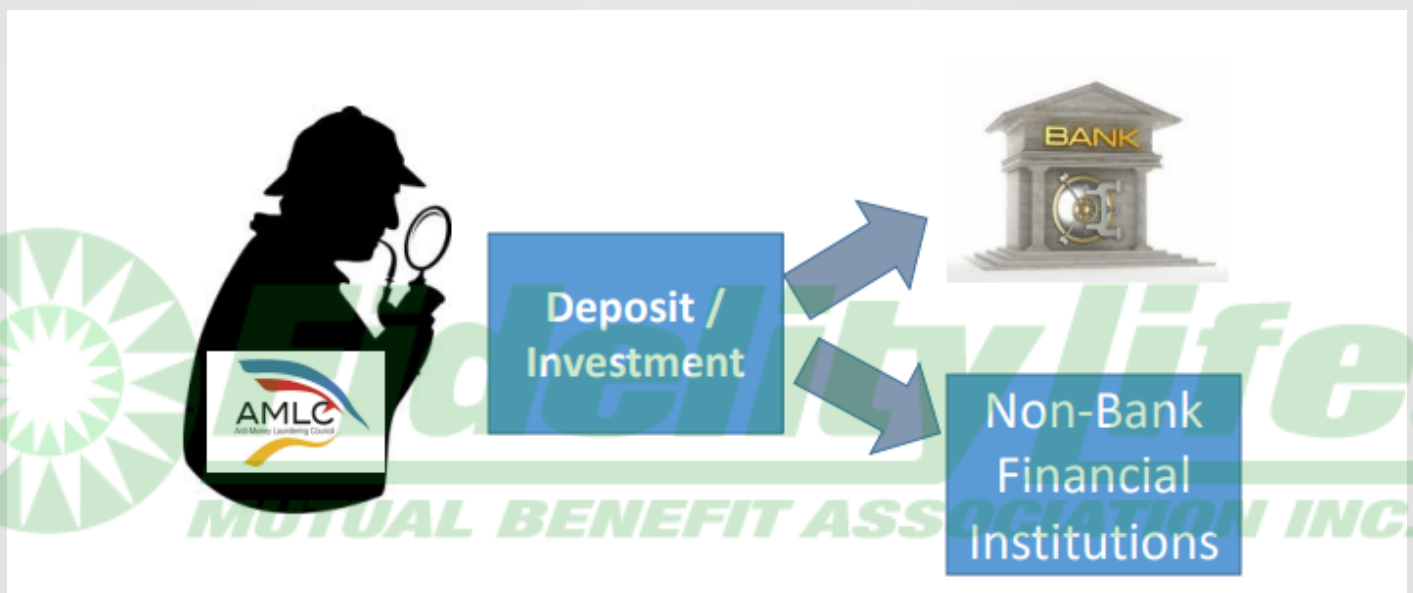 BANK
Deposit /
Investment
AMLC
Anti-Money Laundering Council
Non-Bank
Financial
Institutions
Fidelity life
MUTUAL BENEFIT ASSOCIATION INC.